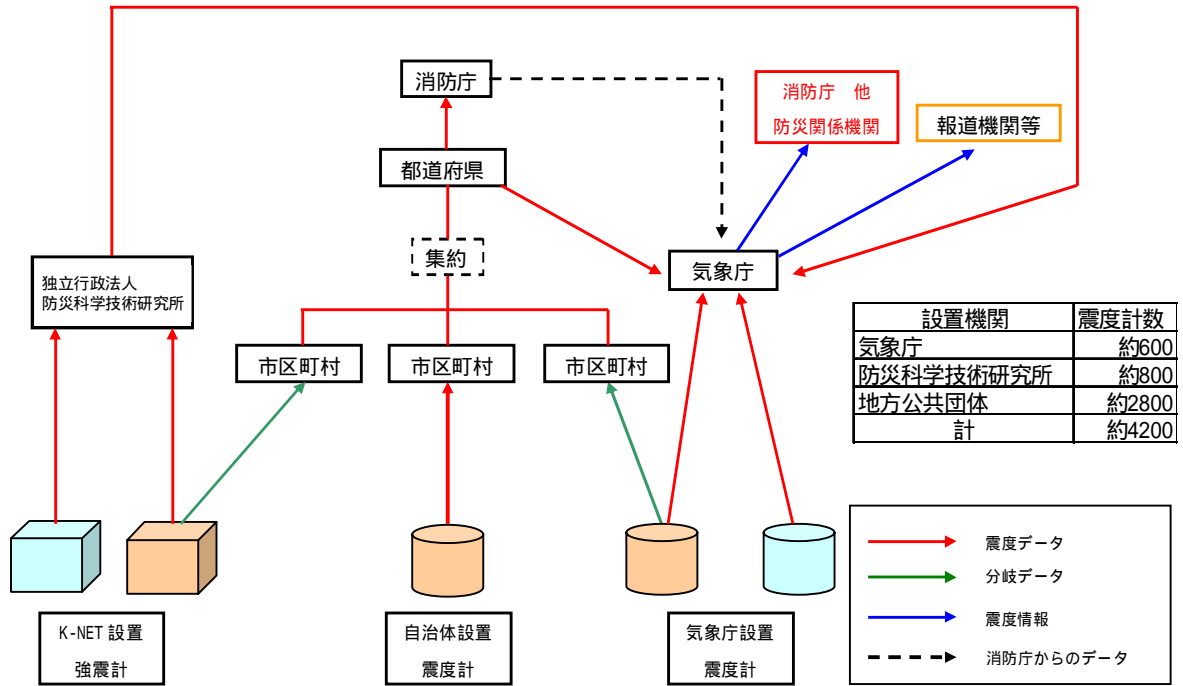 消防庁
消防庁　他
防災関係機関
報道機関等
都道府県
集約
気象庁
独立行政法人
防災科学技術研究所
市区町村
市区町村
市区町村
設置機関 震度計数
気象庁 約600
防災科学技術研究所 約800
地方公共団体 約2800
計 約4200
震度データ
分岐データ
震度情報
消防庁からのデータ
K-NET 設置
強震計
自治体設置
震度計
気象庁設置
震度計